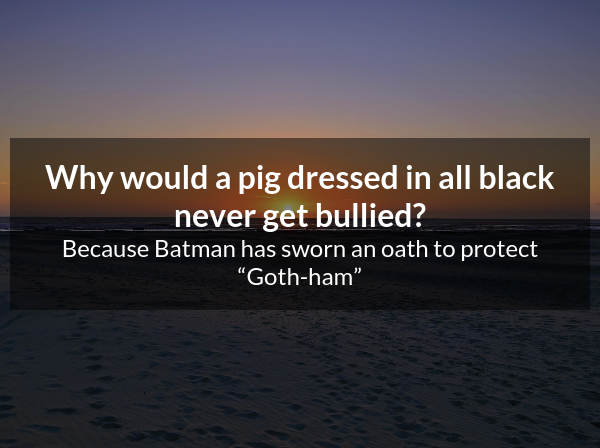 Why would a pig dressed in all black
never get bullied?
Because Batman has sworn an oath to protect
“Goth-ham”